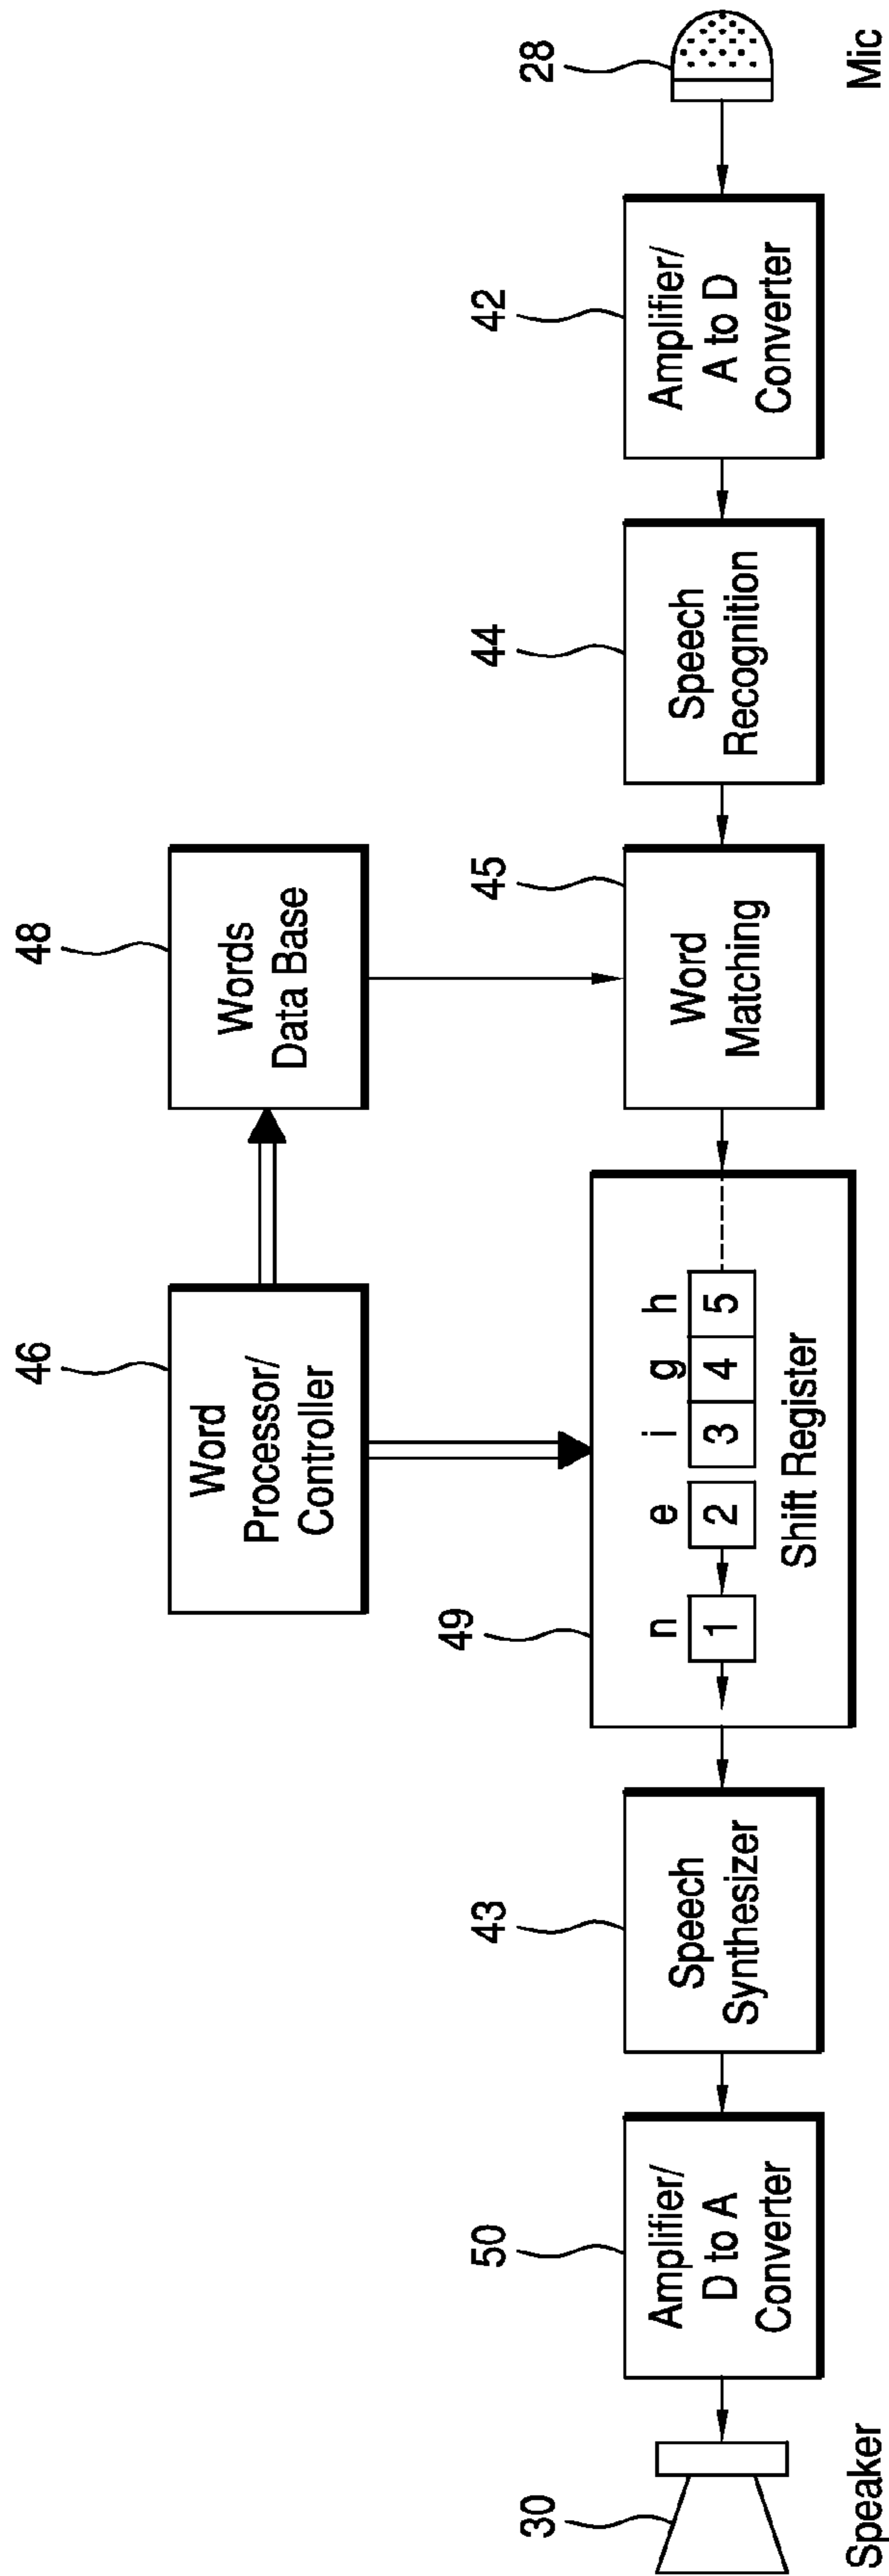 46
Word
Processor/
Controller
48
Words
Data Base
30
Speaker
50
Amplifier/
D to A
Converter
43
Speech
Synthesizer
49
n e i g h
1 2 3 4 5
Shift Register
45
Word
Matching
44
Speech
Recognition
42
Amplifier/
A to D
Converter
28
Mic